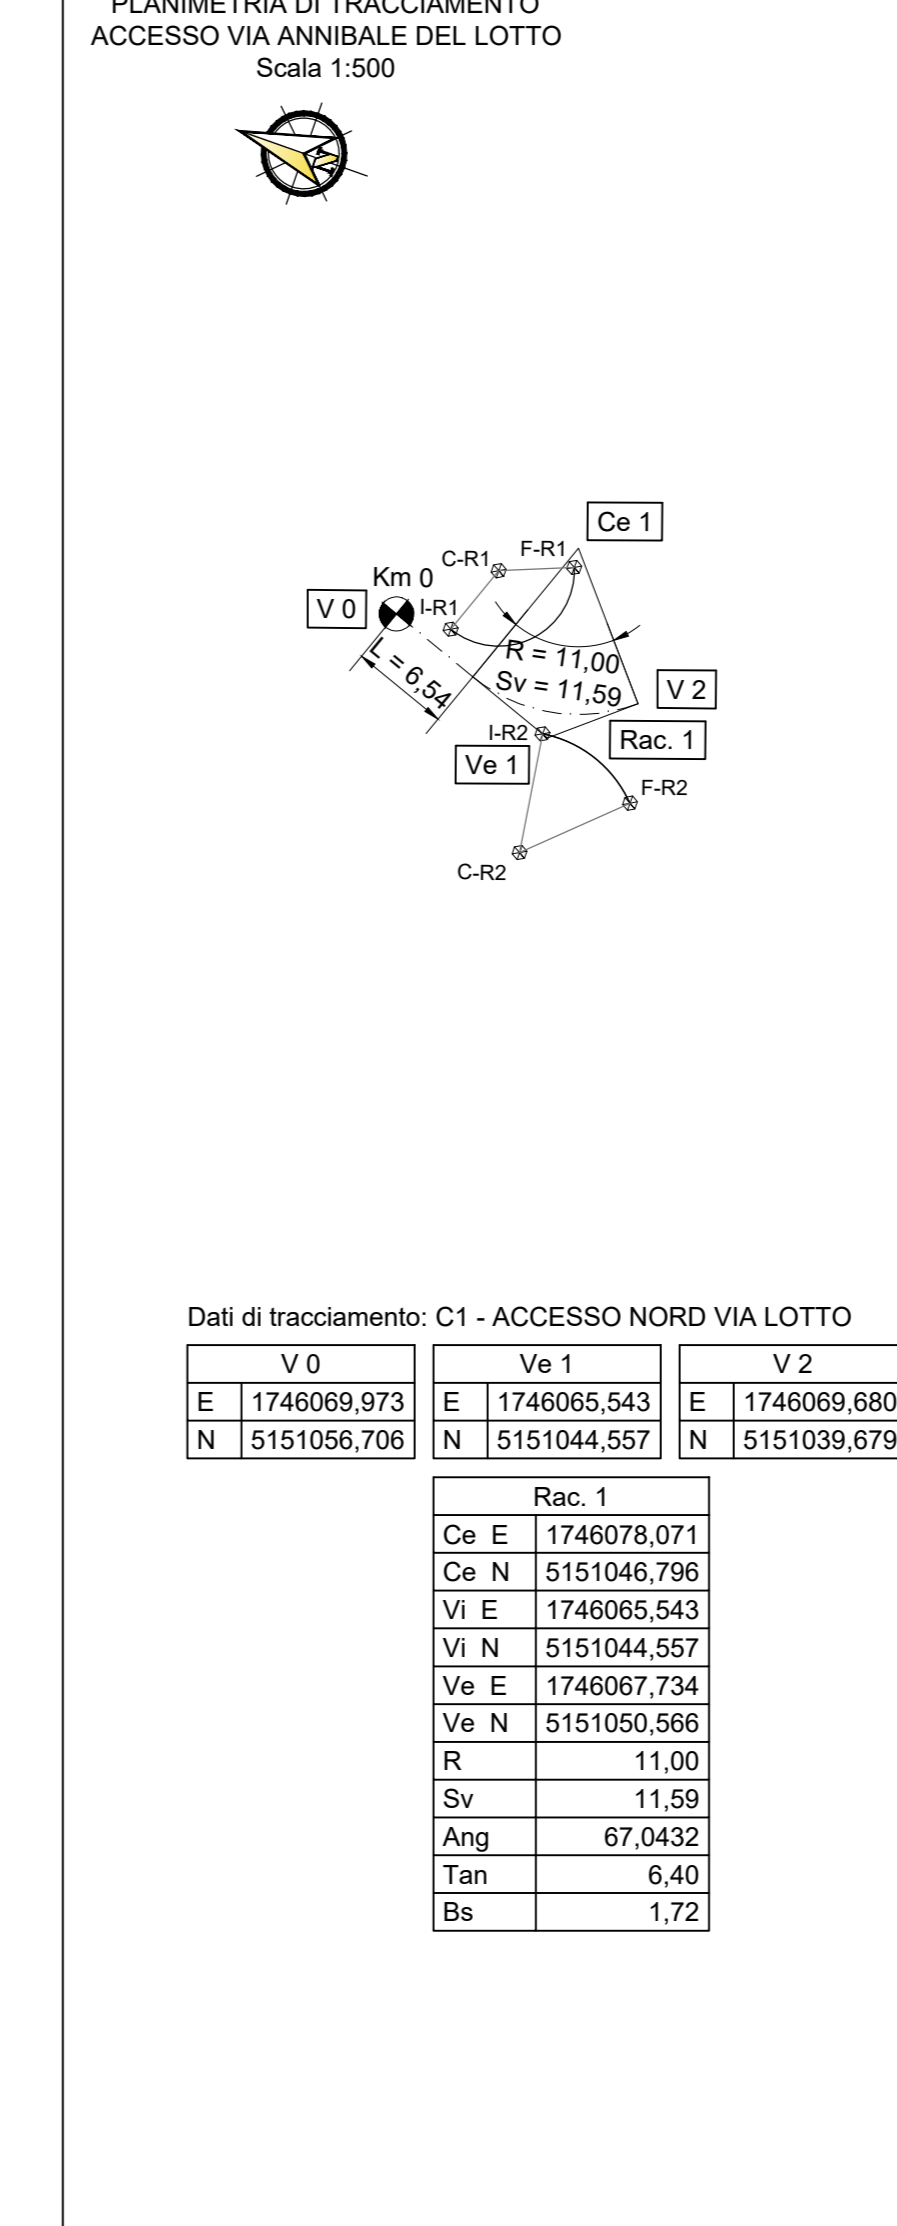 PLANIMETRIA DI TRACCIAMENTO
ACCESSO VIA ANNIBALE DEL LOTTO
Scala 1:500
Ce 1
C-R1
F-R1
Km 0
V 0
I-R1
R = 11,00
L = 6,54
Sv = 11,59
V 2
I-R2
Rac. 1
Ve 1
F-R2
C-R2
Dati di tracciamento: C1 - ACCESSO NORD VIA LOTTO
V 0 Ve 1 V 2
E 1746069,973 E 1746065,543 E 1746069,680
N 5151056,706 N 5151044,557 N 5151039,679
Rac. 1
Ce E 1746078,071
Ce N 5151046,796
Vi E 1746065,543
Vi N 5151044,557
Ve E 1746067,734
Ve N 5151050,566
R 11,00
Sv 11,59
Ang 67,0432
Tan 6,40
Bs 1,72